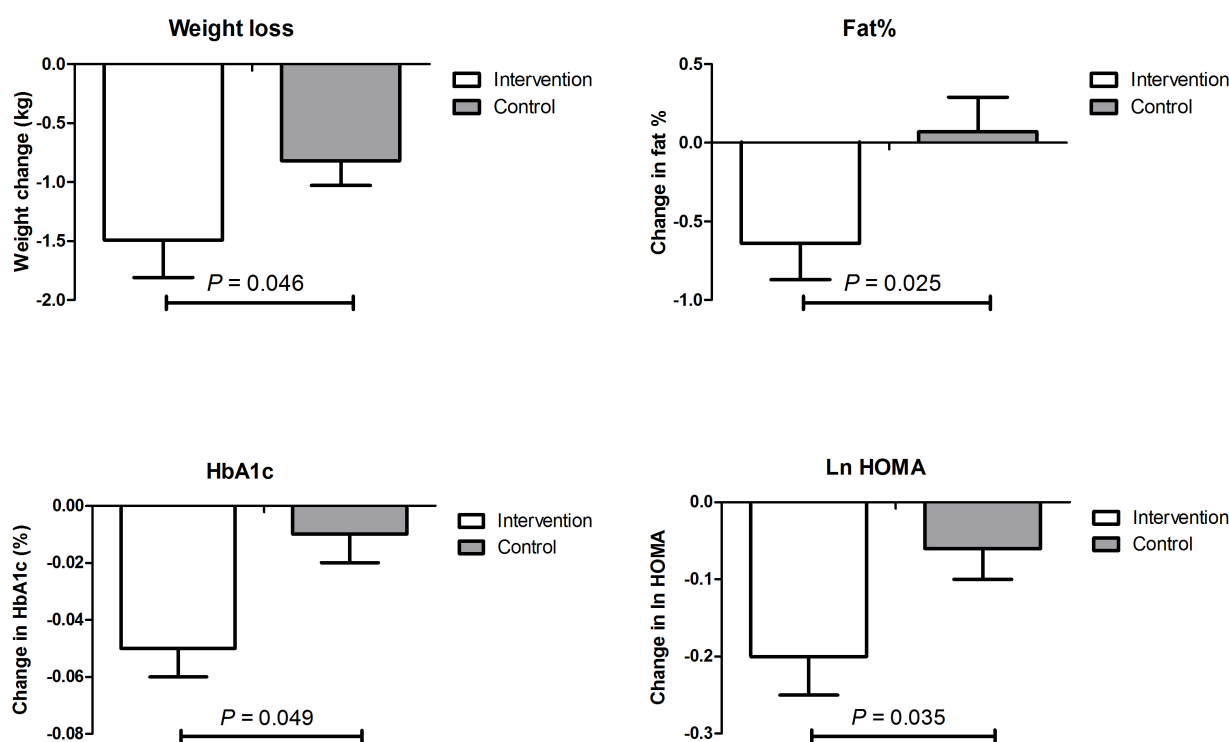 Weight loss
0.0
-0.5
-1.0
-1.5
-2.0
Weight change (kg)
Intervention
Control
P = 0.046
Fat%
0.5
0.0
-0.5
-1.0
Change in fat %
Intervention
Control
P = 0.025
HbA1c
0.00
-0.02
-0.04
-0.06
-0.08
Change in HbA1c (%)
Intervention
Control
P = 0.049
Ln HOMA
0.0
-0.1
-0.2
-0.3
Change in ln HOMA
Intervention
Control
P = 0.035